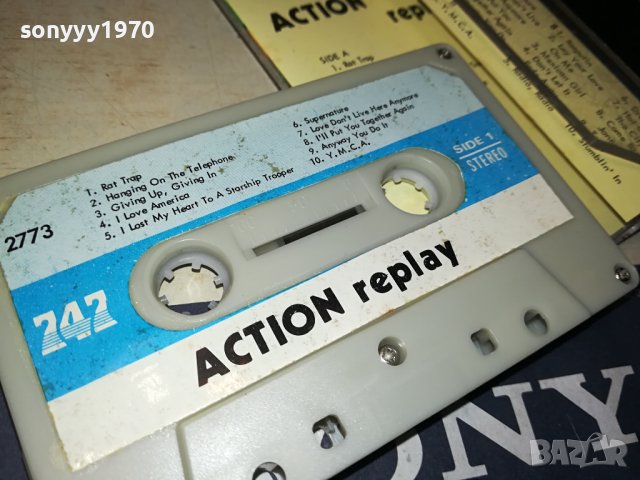 sonyyy1970
ACTION replay
SIDE A
1. Rat Trap
1. Rat Trap
2. Hanging On The Telephone
3. Giving Up, Giving In
4. I Love America
5. I Lost My Heart To A Starship Trooper
6. Supernature
7. Love Don't Live Here Anymore
8. I'll Put You Together Again
9. Anyway You Do It
10. Y.M.C.A.
SIDE 1
STEREO
2773
747
ACTION replay
SONY
BAZAR